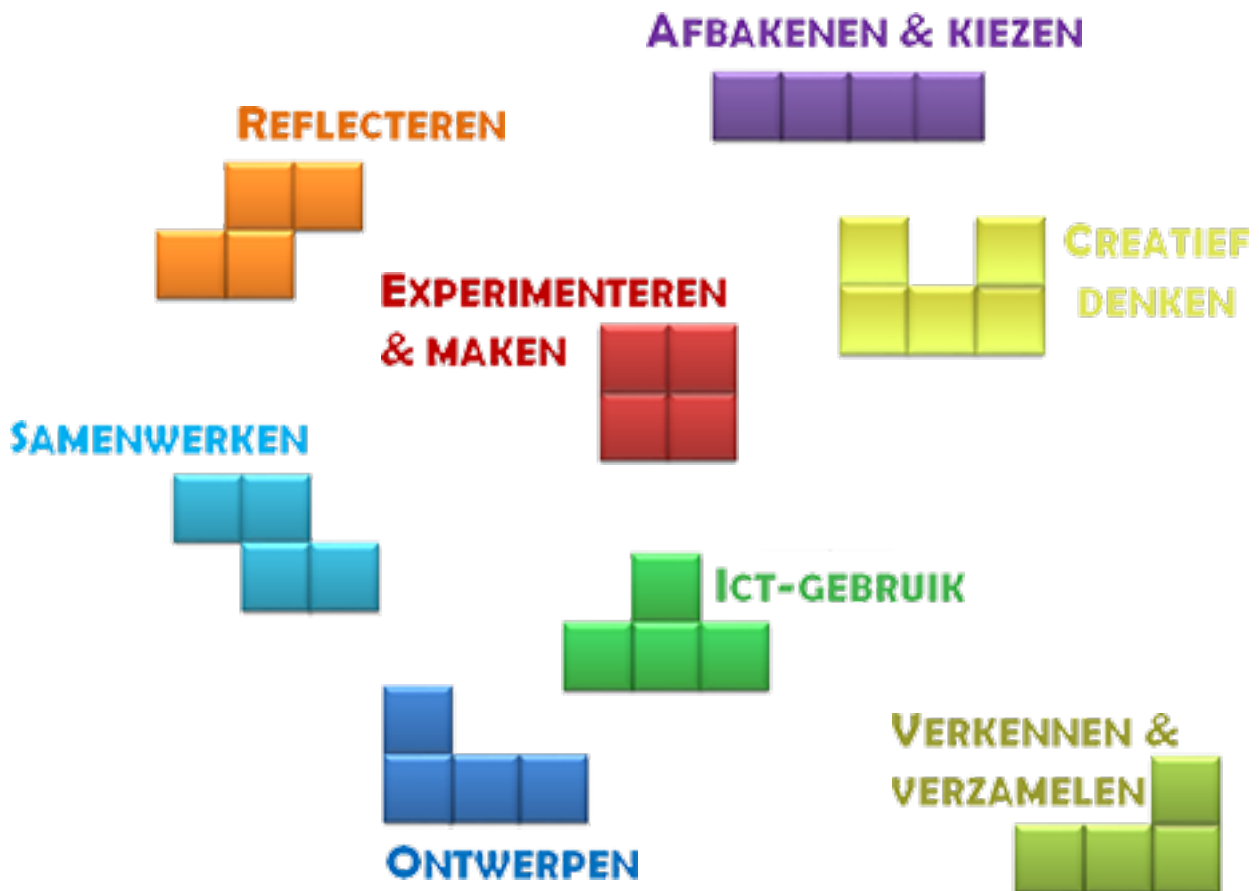 AFBAKENEN & KIEZEN
REFLECTEREN
CREATIEF
DENKEN
EXPERIMENTEREN
& MAKEN
SAMENWERKEN
ICT-GEBRUIK
VERKENNEN &
VERZAMELEN
ONTWERPEN